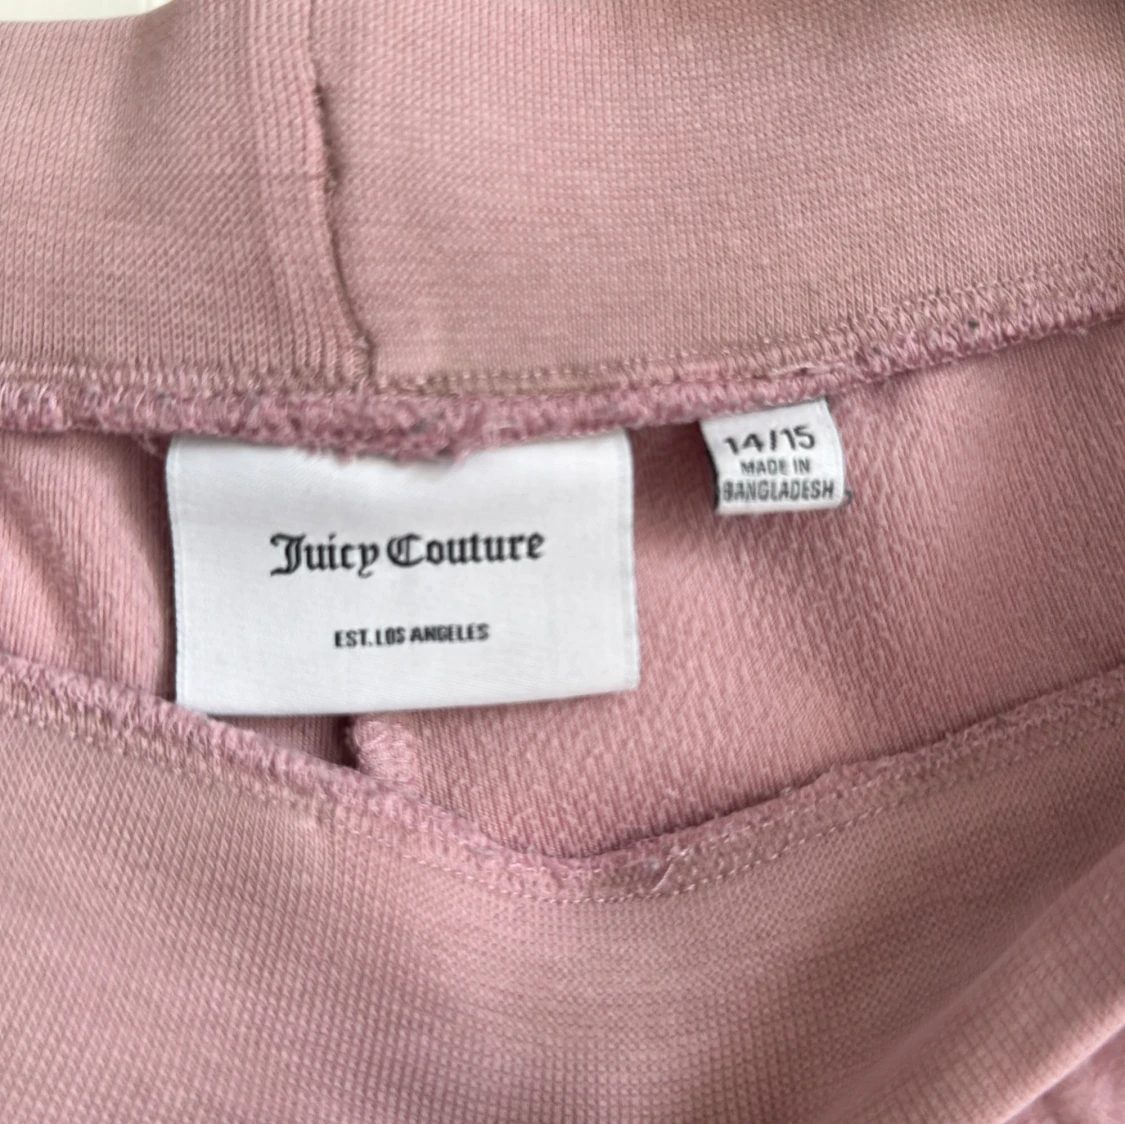 Juicy Couture
EST. LOS ANGELES
14/15
MADE IN
BANGLADESH